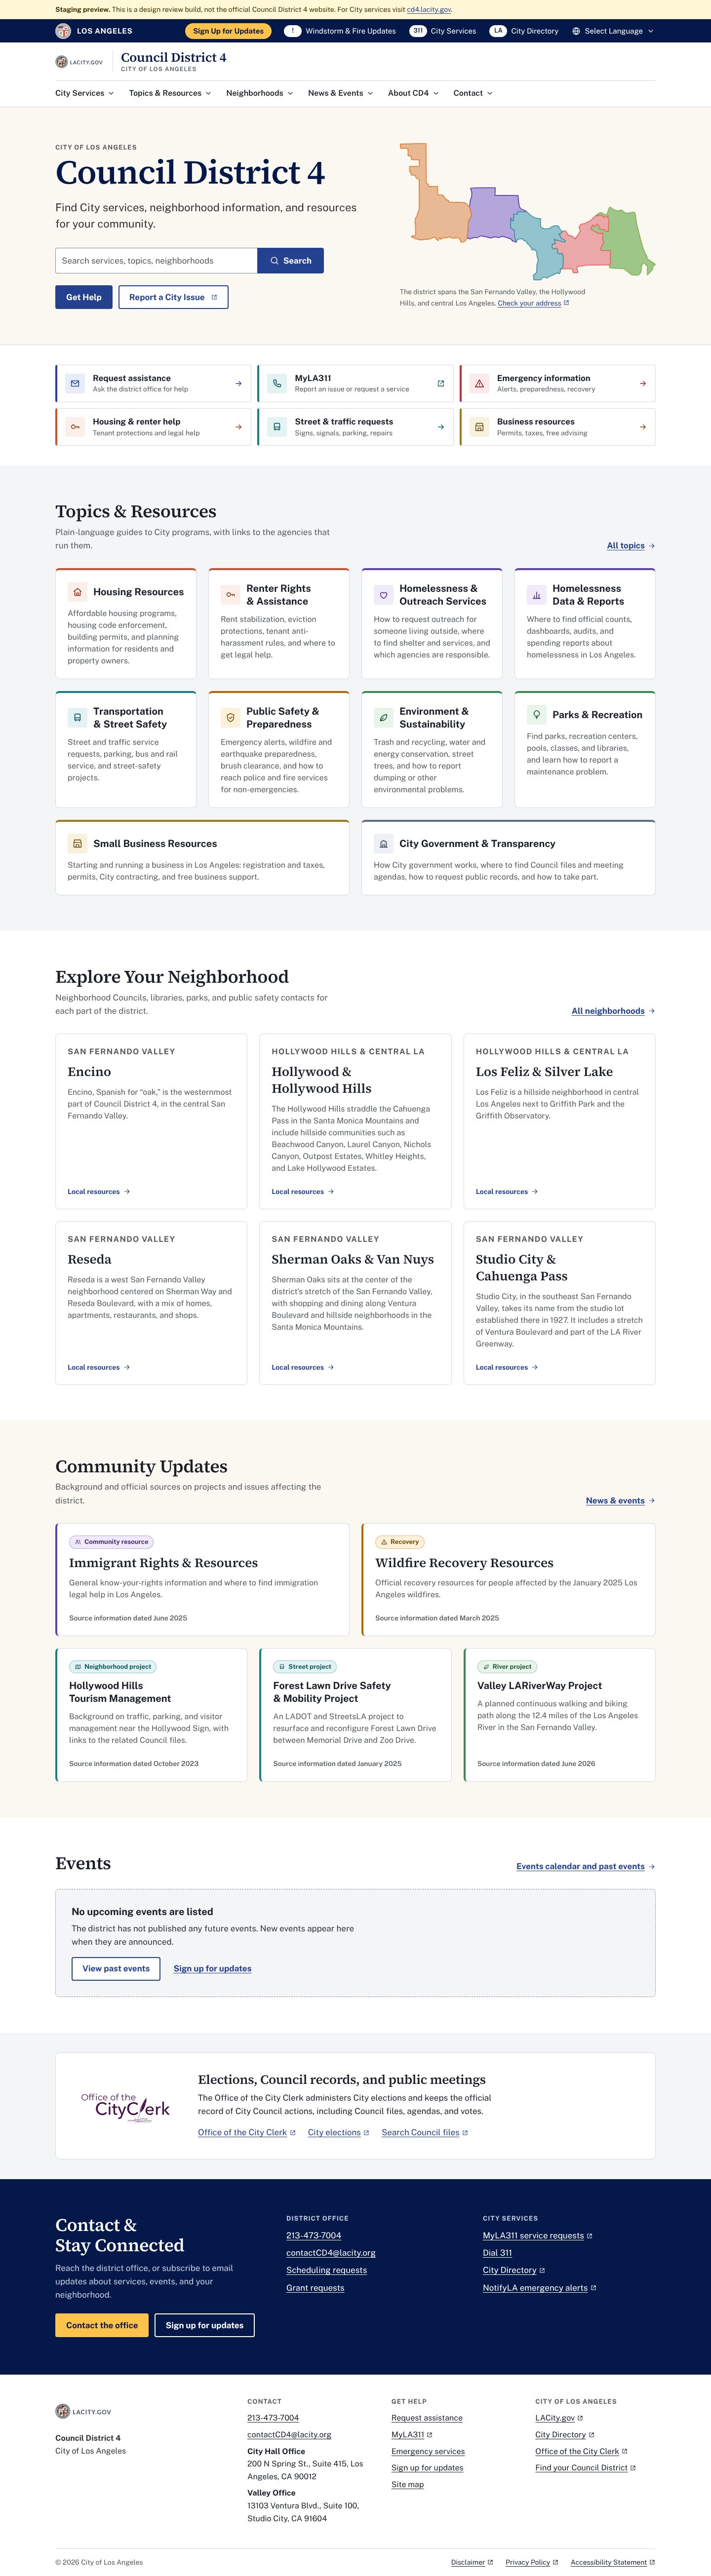 Staging preview. This is a design review build, not the official Council District 4 website. For City services visit cd4.lacity.gov.
LOS ANGELES
Sign Up for Updates
! Windstorm & Fire Updates
311 City Services
LA City Directory
Select Language
LACITY.GOV
Council District 4
CITY OF LOS ANGELES
City Services
Topics & Resources
Neighborhoods
News & Events
About CD4
Contact
CITY OF LOS ANGELES
Council District 4
Find City services, neighborhood information, and resources
for your community.
Search services, topics, neighborhoods
Search
Get Help
Report a City Issue
The district spans the San Fernando Valley, the Hollywood
Hills, and central Los Angeles. Check your address
Request assistance
Ask the district office for help
MyLA311
Report an issue or request a service
Emergency information
Alerts, preparedness, recovery
Housing & renter help
Tenant protections and legal help
Street & traffic requests
Signs, signals, parking, repairs
Business resources
Permits, taxes, free advising
Topics & Resources
Plain-language guides to City programs, with links to the agencies that
run them.
All topics
Housing Resources
Affordable housing programs,
housing code enforcement,
building permits, and planning
information for residents and
property owners.
Renter Rights
& Assistance
Rent stabilization, eviction
protections, tenant anti-
harassment rules, and where to
get legal help.
Homelessness &
Outreach Services
How to request outreach for
someone living outside, where
to find shelter and services, and
which agencies are responsible.
Homelessness
Data & Reports
Where to find official counts,
dashboards, audits, and
spending reports about
homelessness in Los Angeles.
Transportation
& Street Safety
Street and traffic service
requests, parking, bus and rail
service, and street-safety
projects.
Public Safety &
Preparedness
Emergency alerts, wildfire and
earthquake preparedness,
brush clearance, and how to
reach police and fire services
for non-emergencies.
Environment &
Sustainability
Trash and recycling, water and
energy conservation, street
trees, and how to report
dumping or other
environmental problems.
Parks & Recreation
Find parks, recreation centers,
pools, classes, and libraries,
and learn how to report a
maintenance problem.
Small Business Resources
Starting and running a business in Los Angeles: registration and taxes,
permits, City contracting, and free business support.
City Government & Transparency
How City government works, where to find Council files and meeting
agendas, how to request public records, and how to take part.
Explore Your Neighborhood
Neighborhood Councils, libraries, parks, and public safety contacts for
each part of the district.
All neighborhoods
SAN FERNANDO VALLEY
Encino
Encino, Spanish for “oak,” is the westernmost
part of Council District 4, in the central San
Fernando Valley.
Local resources
HOLLYWOOD HILLS & CENTRAL LA
Hollywood &
Hollywood Hills
The Hollywood Hills straddle the Cahuenga
Pass in the Santa Monica Mountains and
include hillside communities such as
Beachwood Canyon, Laurel Canyon, Nichols
Canyon, Outpost Estates, Whitley Heights,
and Lake Hollywood Estates.
Local resources
HOLLYWOOD HILLS & CENTRAL LA
Los Feliz & Silver Lake
Los Feliz is a hillside neighborhood in central
Los Angeles next to Griffith Park and the
Griffith Observatory.
Local resources
SAN FERNANDO VALLEY
Reseda
Reseda is a west San Fernando Valley
neighborhood centered on Sherman Way and
Reseda Boulevard, with a mix of homes,
apartments, restaurants, and shops.
Local resources
SAN FERNANDO VALLEY
Sherman Oaks & Van Nuys
Sherman Oaks sits at the center of the
district’s stretch of the San Fernando Valley,
with shopping and dining along Ventura
Boulevard and hillside neighborhoods in the
Santa Monica Mountains.
Local resources
SAN FERNANDO VALLEY
Studio City &
Cahuenga Pass
Studio City, in the southeast San Fernando
Valley, takes its name from the studio lot
established there in 1927. It includes a stretch
of Ventura Boulevard and part of the LA River
Greenway.
Local resources
Community Updates
Background and official sources on projects and issues affecting the
district.
News & events
Community resource
Immigrant Rights & Resources
General know-your-rights information and where to find immigration
legal help in Los Angeles.
Source information dated June 2025
Recovery
Wildfire Recovery Resources
Official recovery resources for people affected by the January 2025 Los
Angeles wildfires.
Source information dated March 2025
Neighborhood project
Hollywood Hills
Tourism Management
Background on traffic, parking, and visitor
management near the Hollywood Sign, with
links to the related Council files.
Source information dated October 2023
Street project
Forest Lawn Drive Safety
& Mobility Project
An LADOT and StreetsLA project to
resurface and reconfigure Forest Lawn Drive
between Memorial Drive and Zoo Drive.
Source information dated January 2025
River project
Valley LARiverWay Project
A planned continuous walking and biking
path along the 12.4 miles of the Los Angeles
River in the San Fernando Valley.
Source information dated June 2026
Events
Events calendar and past events
No upcoming events are listed
The district has not published any future events. New events appear here
when they are announced.
View past events
Sign up for updates
Office of the
CityClerk
Elections, Council records, and public meetings
The Office of the City Clerk administers City elections and keeps the official
record of City Council actions, including Council files, agendas, and votes.
Office of the City Clerk
City elections
Search Council files
Contact &
Stay Connected
Reach the district office, or subscribe to email
updates about services, events, and your
neighborhood.
Contact the office
Sign up for updates
DISTRICT OFFICE
213-473-7004
contactCD4@lacity.org
Scheduling requests
Grant requests
CITY SERVICES
MyLA311 service requests
Dial 311
City Directory
NotifyLA emergency alerts
LACITY.GOV
Council District 4
City of Los Angeles
CONTACT
213-473-7004
contactCD4@lacity.org
City Hall Office
200 N Spring St., Suite 415, Los
Angeles, CA 90012
Valley Office
13103 Ventura Blvd., Suite 100,
Studio City, CA 91604
GET HELP
Request assistance
MyLA311
Emergency services
Sign up for updates
Site map
CITY OF LOS ANGELES
LACity.gov
City Directory
Office of the City Clerk
Find your Council District
© 2026 City of Los Angeles
Disclaimer
Privacy Policy
Accessibility Statement